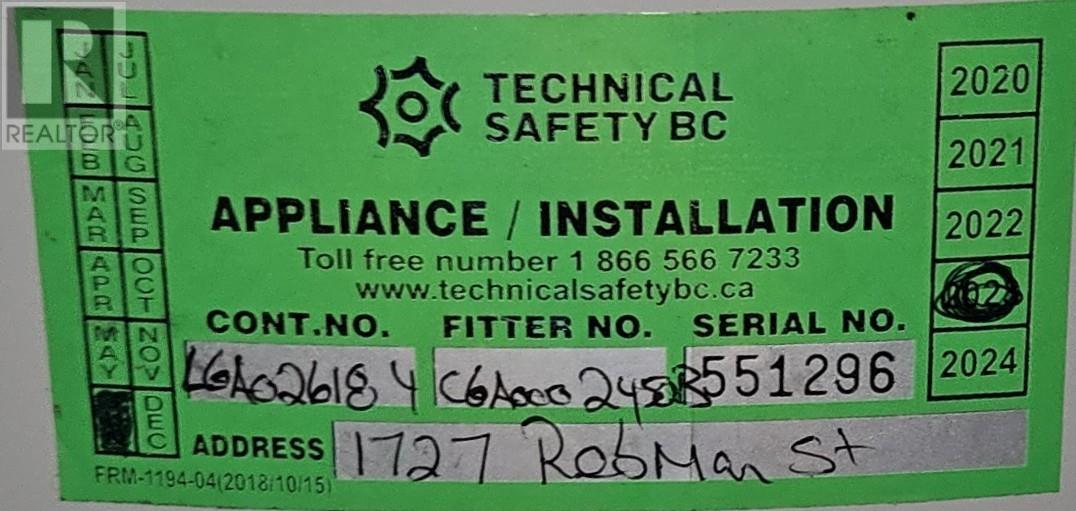 REALTOR®
TECHNICAL
SAFETY BC
APPLIANCE / INSTALLATION
Toll free number 1 866 566 7233
www.technicalsafetybc.ca
JAN JUL
FEB AUG
MAR SEP
APR OCT
MAY NOV
DEC
2020
2021
2022
2024
CONT.NO. FITTER NO. SERIAL NO.
LGA026184 551296
ADDRESS 1727 RobMar St
FRM-1194-04(2018/10/15)